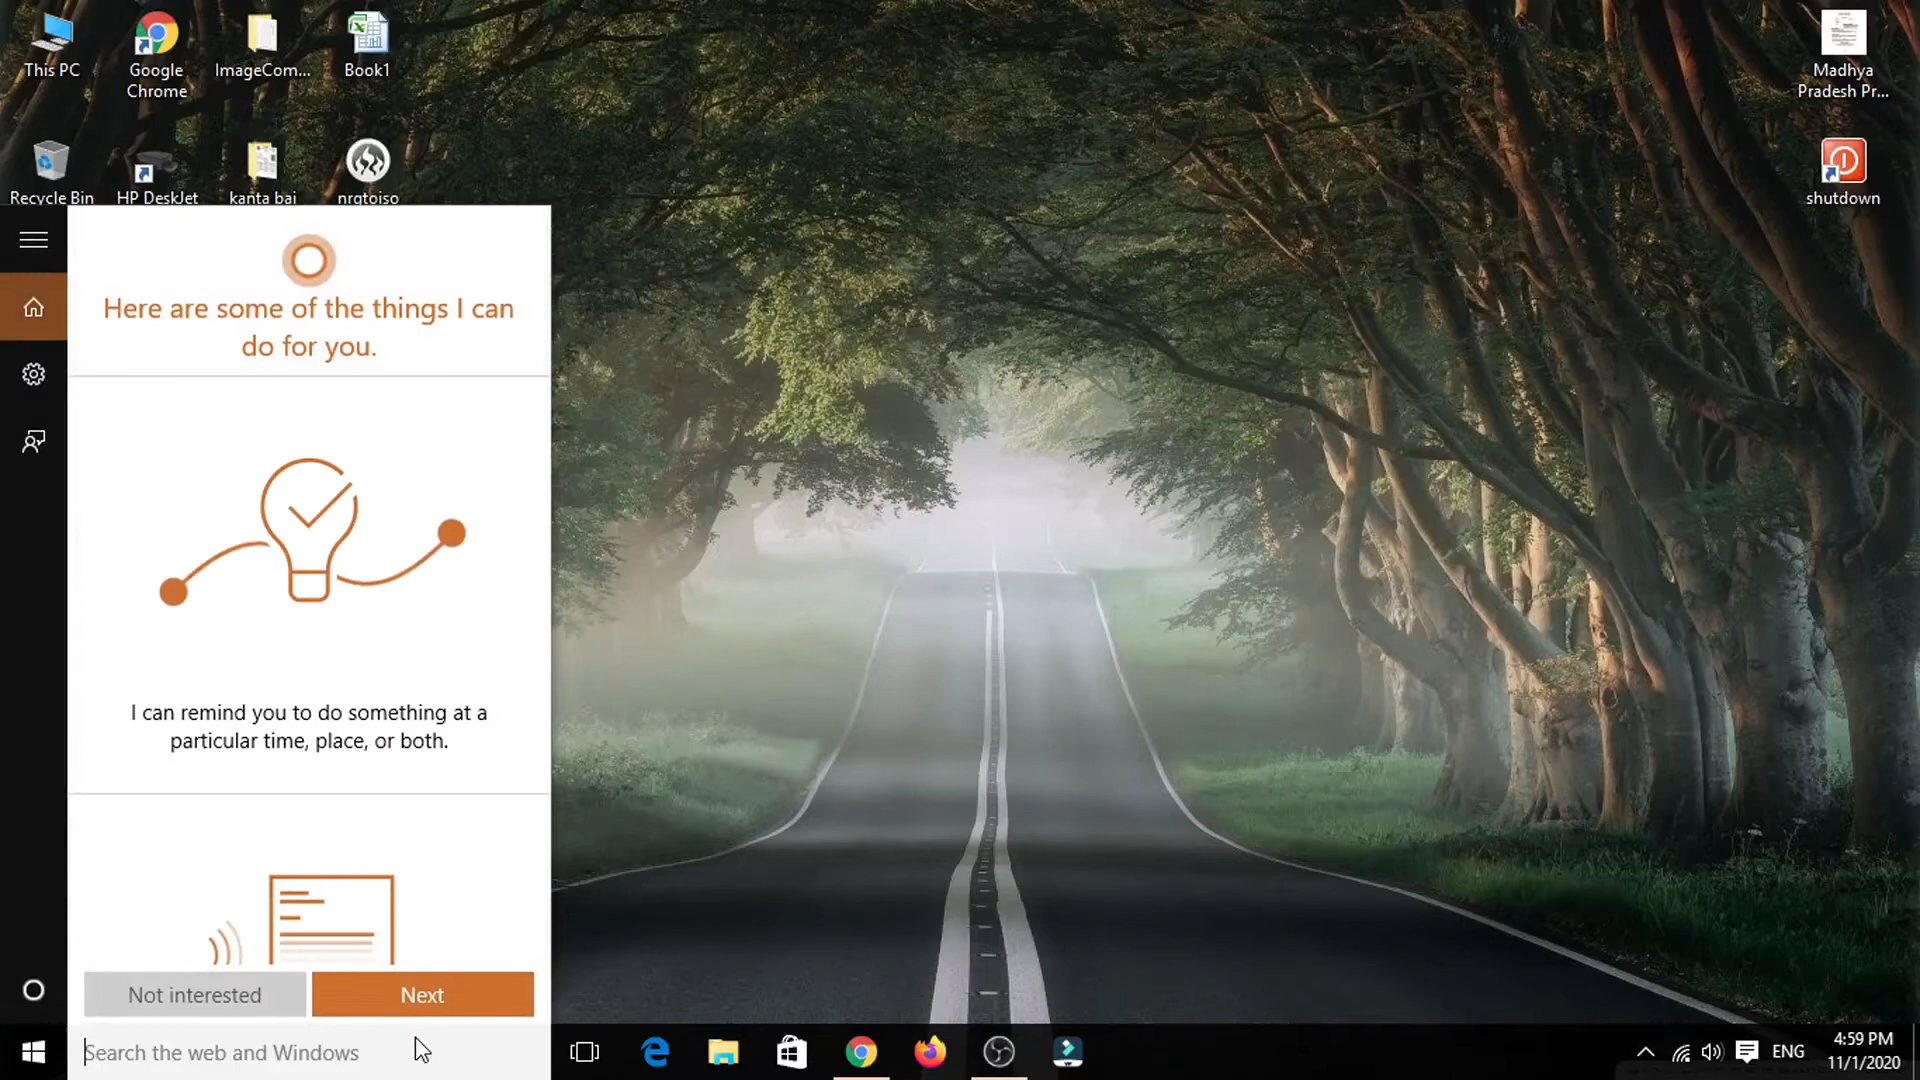 This PC
Google
Chrome
ImageCom...
Book1
Madhya
Pradesh Pr...
Recycle Bin
HP DeskJet
kanta bai
nrgtoiso
shutdown
Here are some of the things I can
do for you.
I can remind you to do something at a
particular time, place, or both.
Not interested
Next
Search the web and Windows
ENG
4:59 PM
11/1/2020